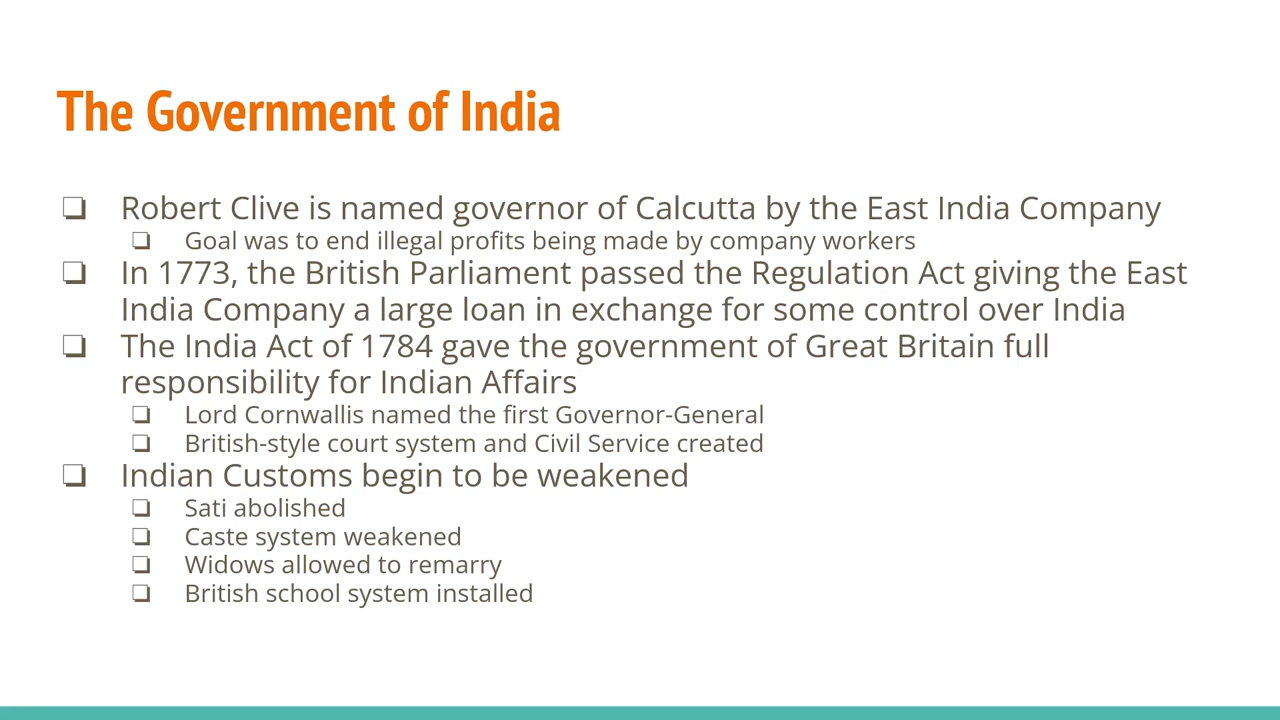 The Government of India
❏ Robert Clive is named governor of Calcutta by the East India Company
❏ Goal was to end illegal profits being made by company workers
❏ In 1773, the British Parliament passed the Regulation Act giving the East
India Company a large loan in exchange for some control over India
❏ The India Act of 1784 gave the government of Great Britain full
responsibility for Indian Affairs
❏ Lord Cornwallis named the first Governor-General
❏ British-style court system and Civil Service created
❏ Indian Customs begin to be weakened
❏ Sati abolished
❏ Caste system weakened
❏ Widows allowed to remarry
❏ British school system installed